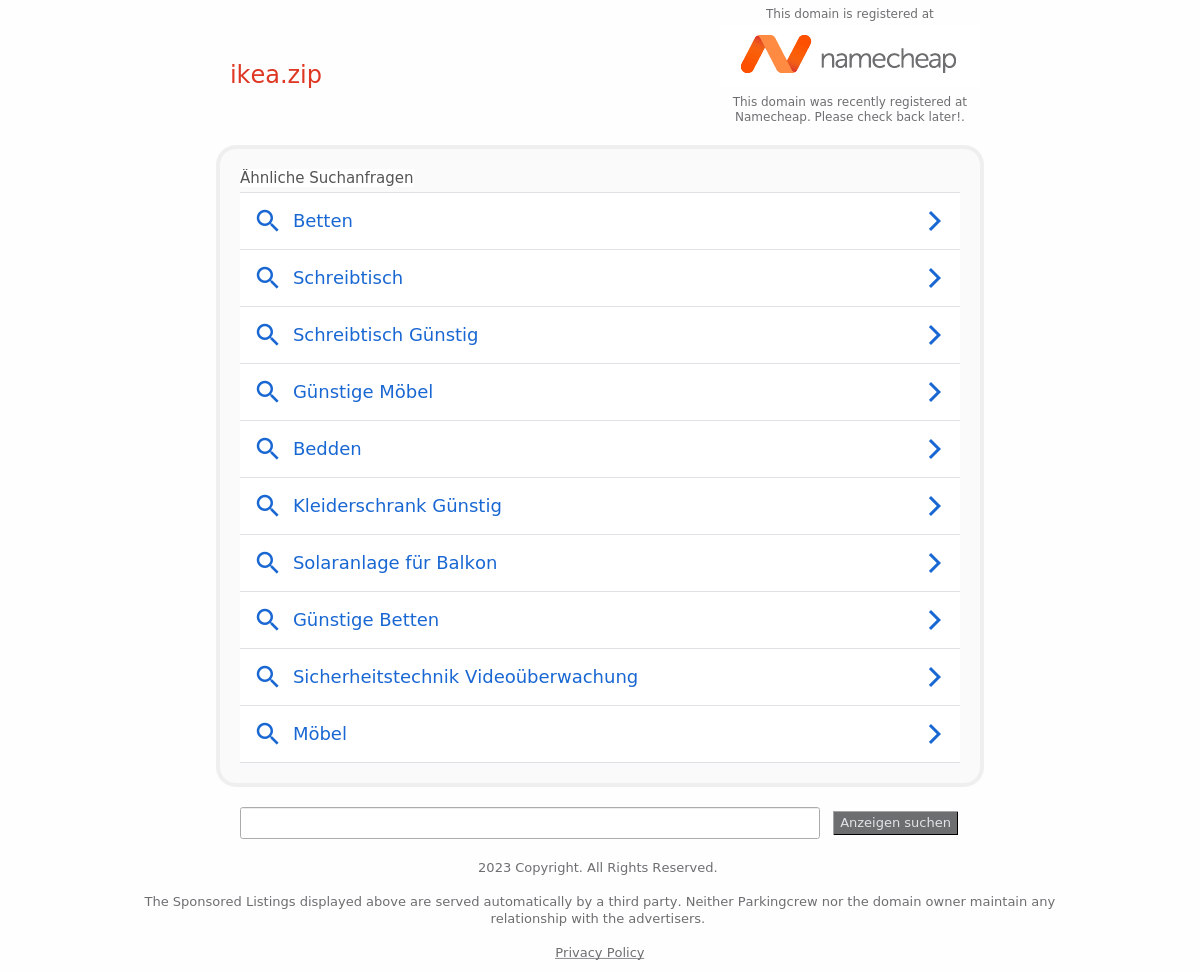 This domain is registered at
namecheap
ikea.zip
This domain was recently registered at
Namecheap. Please check back later!.
Ähnliche Suchanfragen
Betten
Schreibtisch
Schreibtisch Günstig
Günstige Möbel
Bedden
Kleiderschrank Günstig
Solaranlage für Balkon
Günstige Betten
Sicherheitstechnik Videoüberwachung
Möbel
Anzeigen suchen
2023 Copyright. All Rights Reserved.
The Sponsored Listings displayed above are served automatically by a third party. Neither Parkingcrew nor the domain owner maintain any
relationship with the advertisers.
Privacy Policy